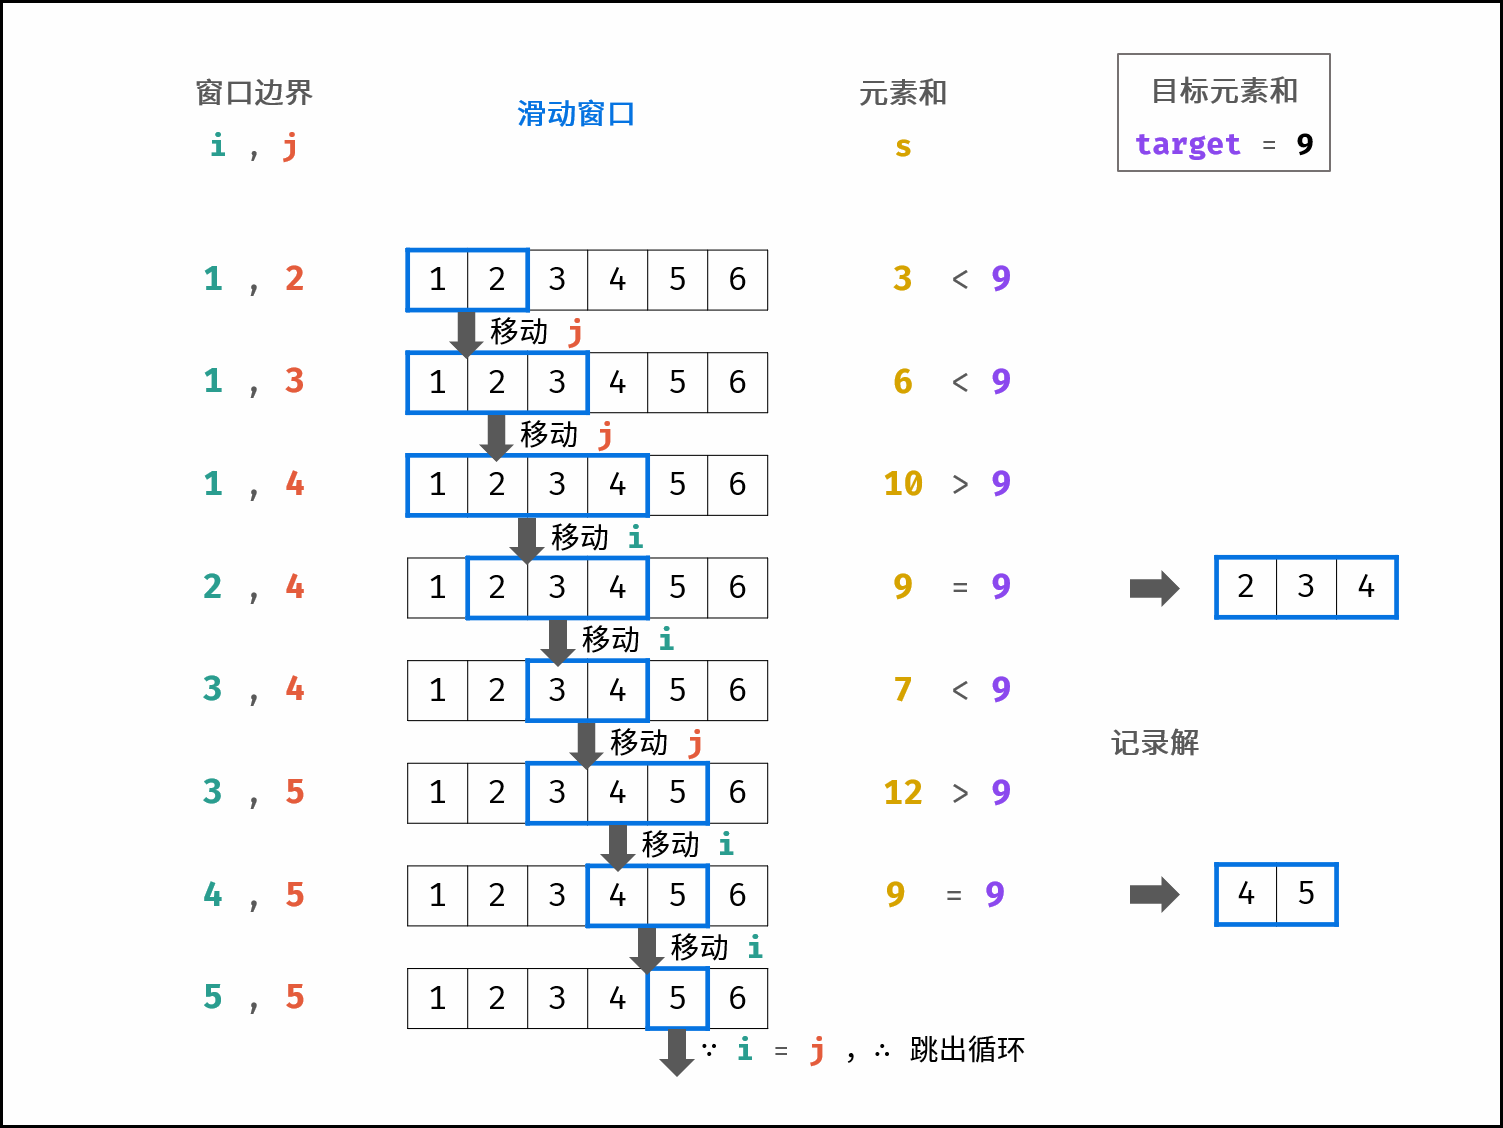 窗口边界
i , j
滑动窗口
元素和
s
目标元素和
target = 9
1 , 2
1 2 3 4 5 6
3 < 9
移动 j
1 , 3
1 2 3 4 5 6
6 < 9
移动 j
1 , 4
1 2 3 4 5 6
10 > 9
移动 i
2 , 4
1 2 3 4 5 6
9 = 9
2 3 4
移动 i
3 , 4
1 2 3 4 5 6
7 < 9
移动 j
记录解
3 , 5
1 2 3 4 5 6
12 > 9
移动 i
4 , 5
1 2 3 4 5 6
9 = 9
4 5
移动 i
5 , 5
1 2 3 4 5 6
∵ i = j , ∴ 跳出循环